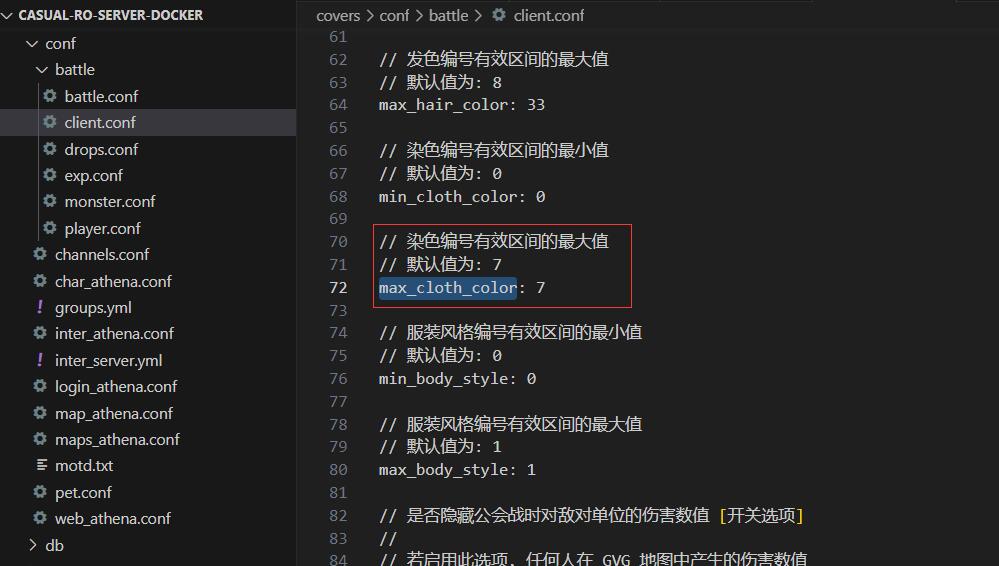 CASUAL-RO-SERVER-DOCKER
conf
battle
battle.conf
client.conf
drops.conf
exp.conf
monster.conf
player.conf
channels.conf
char_athena.conf
! groups.yml
inter_athena.conf
! inter_server.yml
login_athena.conf
map_athena.conf
maps_athena.conf
motd.txt
pet.conf
web_athena.conf
db
covers > conf > battle > client.conf
61
62 // 发色编号有效区间的最大值
63 // 默认值为: 8
64 max_hair_color: 33
65
66 // 染色编号有效区间的最小值
67 // 默认值为: 0
68 min_cloth_color: 0
69
70 // 染色编号有效区间的最大值
71 // 默认值为: 7
72 max_cloth_color: 7
73
74 // 服装风格编号有效区间的最小值
75 // 默认值为: 0
76 min_body_style: 0
77
78 // 服装风格编号有效区间的最大值
79 // 默认值为: 1
80 max_body_style: 1
81
82 // 是否隐藏公会战时对敌对单位的伤害数值 [开关选项]
83 //
84 // 若启用此选项, 任何人在 GVG 地图中产生的伤害数值